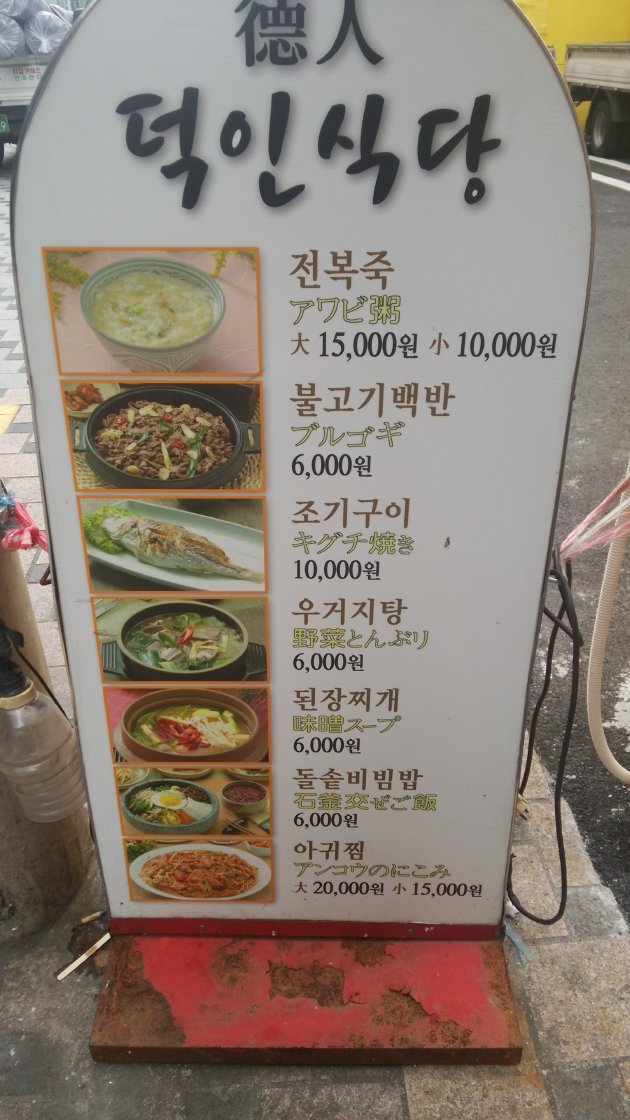 德人
덕인식당
전복죽
アワビ粥
大 15,000원 小 10,000원
불고기백반
ブルゴギ
6,000원
조기구이
キグチ焼き
10,000원
우거지탕
野菜とんぶり
6,000원
된장찌개
味噌スープ
6,000원
돌솥비빔밥
石釜交ぜご飯
6,000원
아귀찜
アンコウのにこみ
大 20,000원 小 15,000원